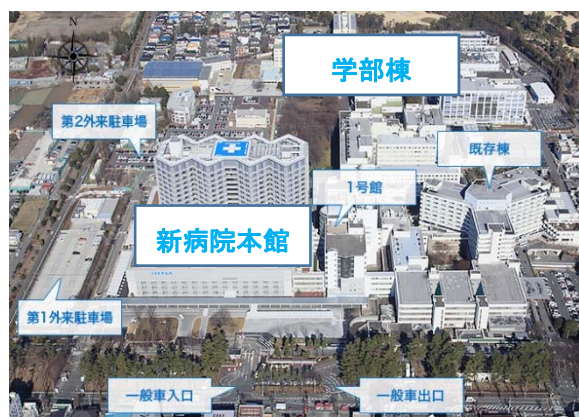 N
学部棟
第2外来駐車場
既存棟
1号館
新病院本館
第1外来駐車場
一般車入口
一般車出口